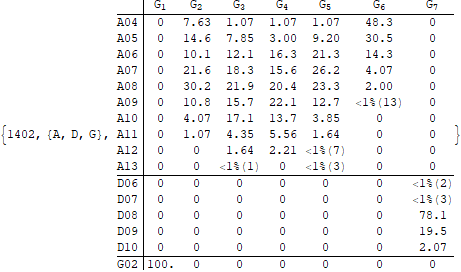 G1 G2 G3 G4 G5 G6 G7
A04 0 7.63 1.07 1.07 1.07 48.3 0
A05 0 14.6 7.85 3.00 9.20 30.5 0
A06 0 10.1 12.1 16.3 21.3 14.3 0
A07 0 21.6 18.3 15.6 26.2 4.07 0
A08 0 30.2 21.9 20.4 23.3 2.00 0
A09 0 10.8 15.7 22.1 12.7 <1%(13) 0
A10 0 4.07 17.1 13.7 3.85 0 0
{1402, {A, D, G}, A11 0 1.07 4.35 5.56 1.64 0 0 }
A12 0 0 1.64 2.21 <1%(7) 0 0
A13 0 0 <1%(1) 0 <1%(3) 0 0
D06 0 0 0 0 0 0 <1%(2)
D07 0 0 0 0 0 0 <1%(3)
D08 0 0 0 0 0 0 78.1
D09 0 0 0 0 0 0 19.5
D10 0 0 0 0 0 0 2.07
G02 100. 0 0 0 0 0 0